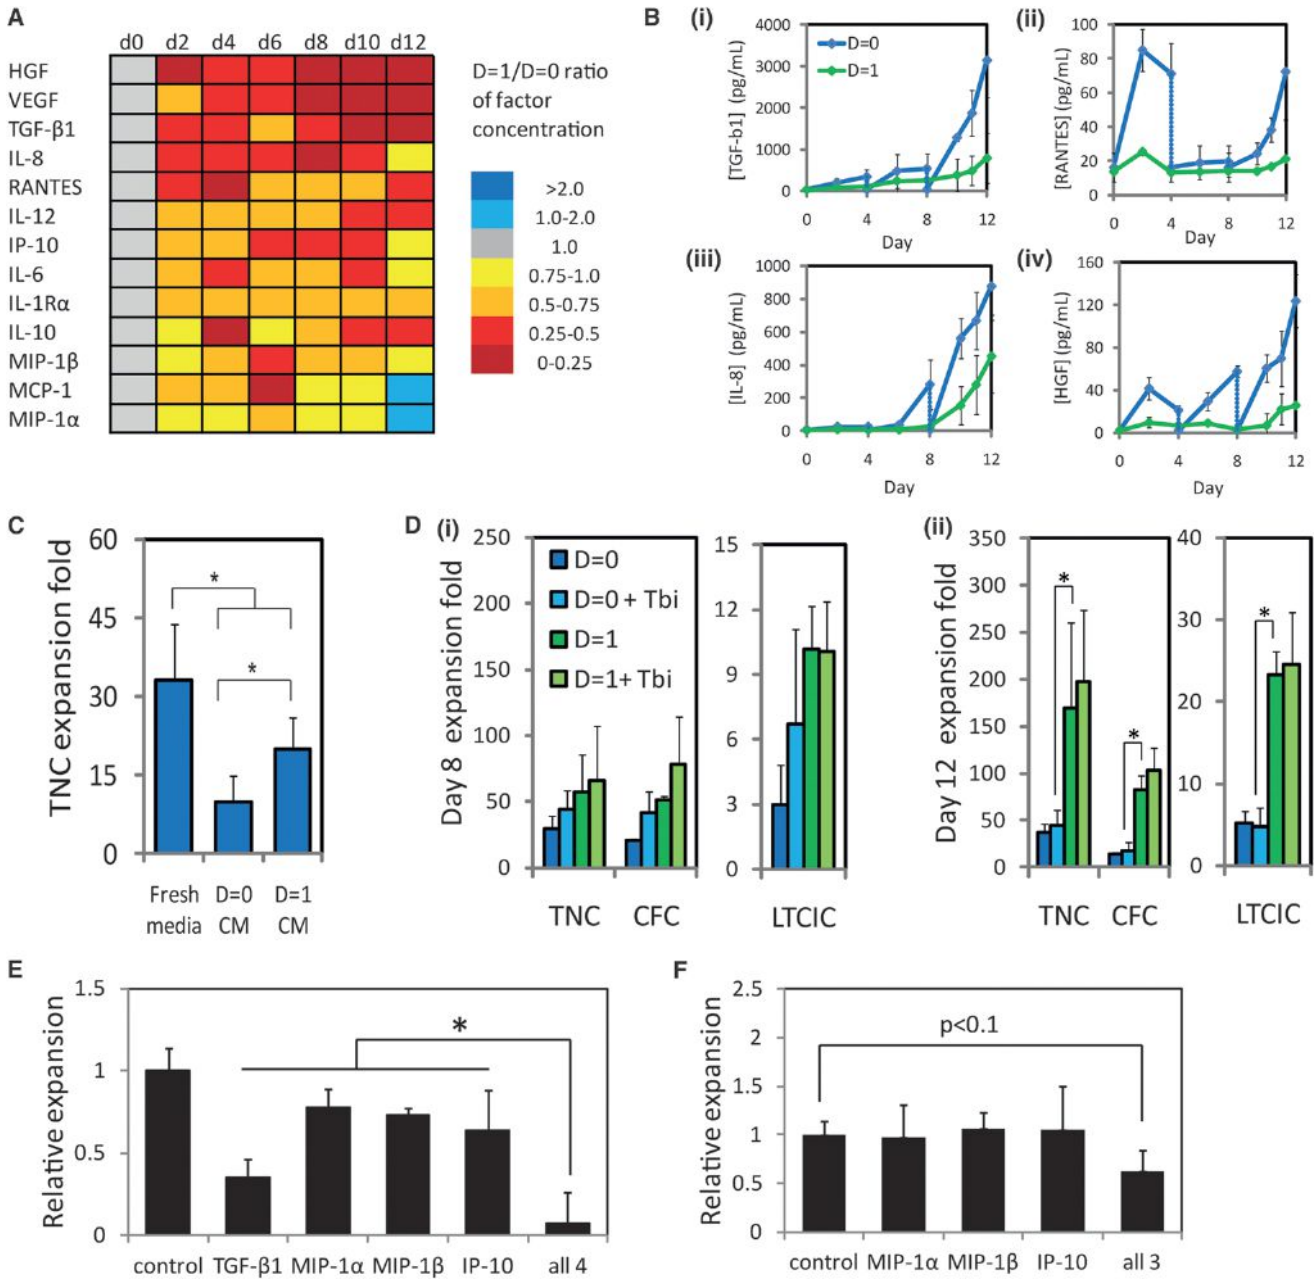 A
d0 d2 d4 d6 d8 d10 d12
HGF
VEGF
TGF-β1
IL-8
RANTES
IL-12
IP-10
IL-6
IL-1Rα
IL-10
MIP-1β
MCP-1
MIP-1α
D=1/D=0 ratio
of factor
concentration
>2.0
1.0-2.0
1.0
0.75-1.0
0.5-0.75
0.25-0.5
0-0.25
B (i)
4000
3000
2000
1000
0
[TGF-b1] (pg/mL)
D=0
D=1
0 4 8 12
Day
(ii)
100
80
60
40
20
0
[RANTES] (pg/mL)
0 4 8 12
Day
(iii)
1000
800
600
400
200
0
[IL-8] (pg/mL)
0 4 8 12
Day
(iv)
160
120
80
40
0
[HGF] (pg/mL)
0 4 8 12
Day
C
60
45
30
15
0
TNC expansion fold
*
*
Fresh
media
D=0
CM
D=1
CM
D (i)
250
200
150
100
50
0
Day 8 expansion fold
D=0
D=0 + Tbi
D=1
D=1+ Tbi
TNC CFC
15
12
9
6
3
0
LTCIC
(ii)
350
300
250
200
150
100
50
0
Day 12 expansion fold
*
*
TNC CFC
40
30
20
10
0
*
LTCIC
E
1.5
1
0.5
0
Relative expansion
*
control TGF-β1 MIP-1α MIP-1β IP-10 all 4
F
2.5
2
1.5
1
0.5
0
Relative expansion
p<0.1
control MIP-1α MIP-1β IP-10 all 3